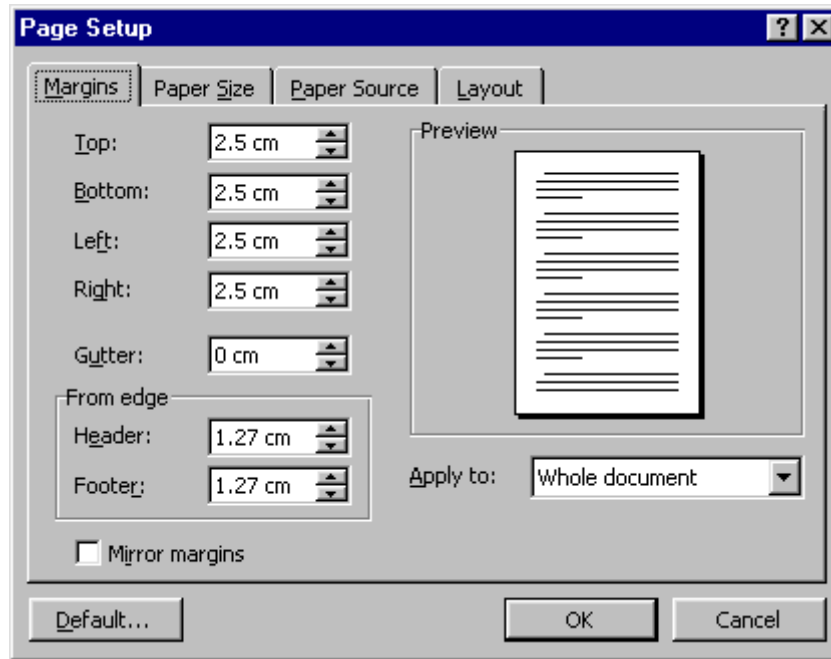 Page Setup
Margins Paper Size Paper Source Layout
Top: 2.5 cm
Bottom: 2.5 cm
Left: 2.5 cm
Right: 2.5 cm
Gutter: 0 cm
From edge
Header: 1.27 cm
Footer: 1.27 cm
Mirror margins
Preview
Apply to: Whole document
Default... OK Cancel